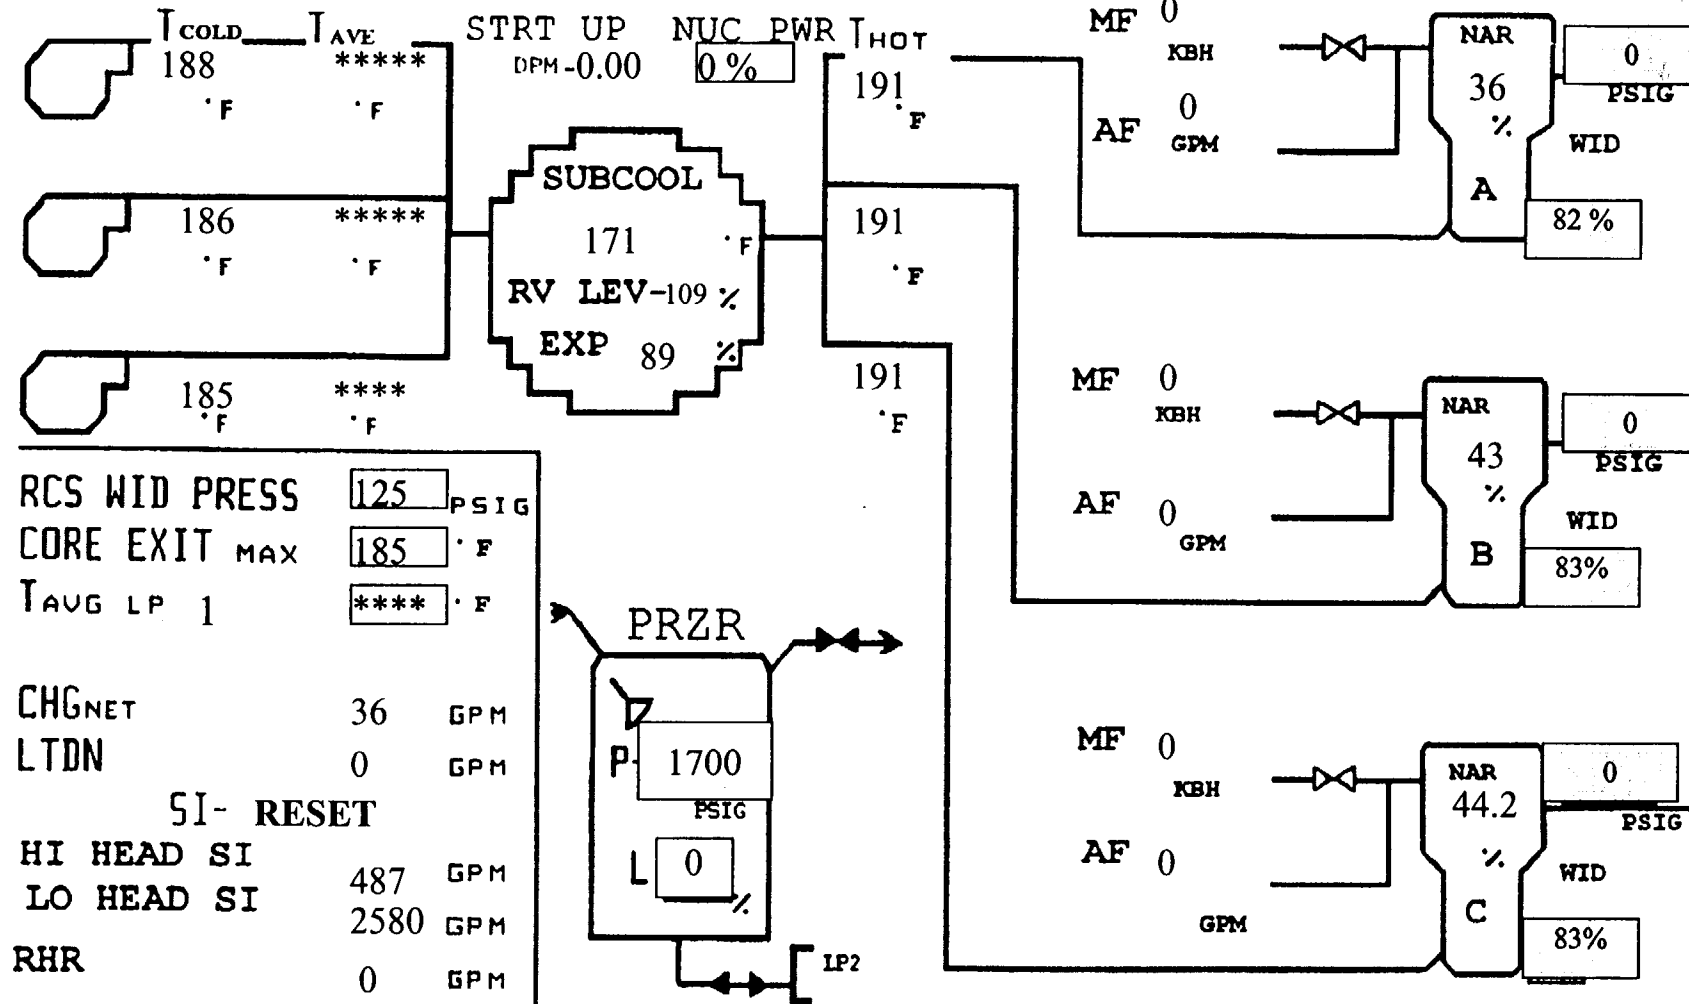 TCOLD TAVE STRT UP NUC PWR THOT
188 ***** DPM -0.00 0 % 191
°F °F °F
186 ***** 191
°F °F °F
185 **** 191
°F °F °F
SUBCOOL
171 °F
RV LEV-109 %
EXP 89 %
RCS WID PRESS 125 PSIG
CORE EXIT MAX 185 °F
TAVG LP 1 **** °F
CHGNET 36 GPM
LTDN 0 GPM
SI- RESET
HI HEAD SI 487 GPM
LO HEAD SI 2580 GPM
RHR 0 GPM
PRZR
P- 1700
PSIG
L 0
%
LP2
MF 0
KBH
AF 0
GPM
NAR
36
%
A
0
PSIG
WID
82 %
MF 0
KBH
AF 0
GPM
NAR
43
%
B
0
PSIG
WID
83%
MF 0
KBH
AF 0
GPM
NAR
44.2
%
C
0
PSIG
WID
83%